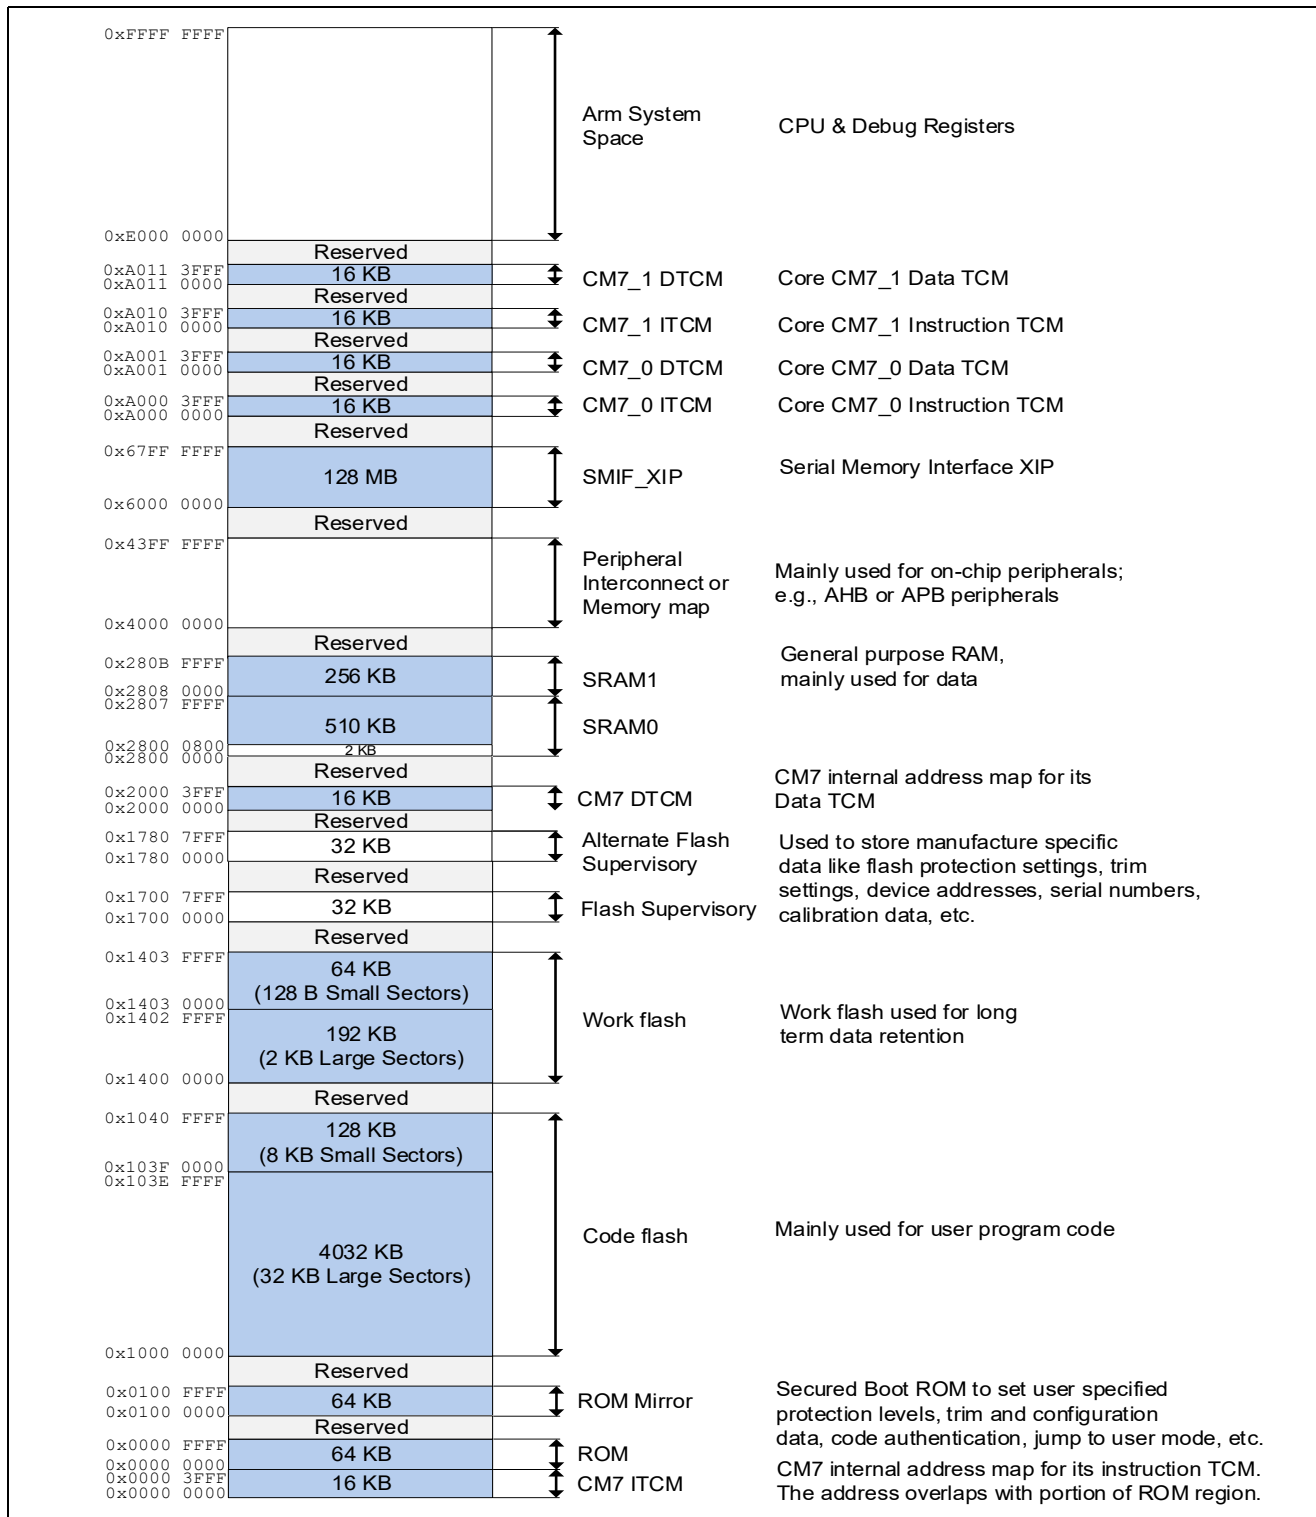 0xFFFF FFFF
Arm System
Space
CPU & Debug Registers
0xE000 0000
Reserved
0xA011 3FFF
16 KB
CM7_1 DTCM
Core CM7_1 Data TCM
0xA011 0000
Reserved
0xA010 3FFF
16 KB
CM7_1 ITCM
Core CM7_1 Instruction TCM
0xA010 0000
Reserved
0xA001 3FFF
16 KB
CM7_0 DTCM
Core CM7_0 Data TCM
0xA001 0000
Reserved
0xA000 3FFF
16 KB
CM7_0 ITCM
Core CM7_0 Instruction TCM
0xA000 0000
Reserved
0x67FF FFFF
128 MB
SMIF_XIP
Serial Memory Interface XIP
0x6000 0000
Reserved
0x43FF FFFF
Peripheral
Interconnect or
Memory map
Mainly used for on-chip peripherals;
e.g., AHB or APB peripherals
0x4000 0000
Reserved
0x280B FFFF
256 KB
SRAM1
General purpose RAM,
mainly used for data
0x2808 0000
0x2807 FFFF
510 KB
SRAM0
0x2800 0800
2 KB
0x2800 0000
Reserved
0x2000 3FFF
16 KB
CM7 DTCM
CM7 internal address map for its
Data TCM
0x2000 0000
Reserved
0x1780 7FFF
32 KB
Alternate Flash
Supervisory
Used to store manufacture specific
data like flash protection settings, trim
settings, device addresses, serial numbers,
calibration data, etc.
0x1780 0000
Reserved
0x1700 7FFF
32 KB
Flash Supervisory
0x1700 0000
Reserved
0x1403 FFFF
64 KB
(128 B Small Sectors)
0x1403 0000
0x1402 FFFF
Work flash
Work flash used for long
term data retention
192 KB
(2 KB Large Sectors)
0x1400 0000
Reserved
0x1040 FFFF
128 KB
(8 KB Small Sectors)
0x103F 0000
0x103E FFFF
Code flash
Mainly used for user program code
4032 KB
(32 KB Large Sectors)
0x1000 0000
Reserved
0x0100 FFFF
64 KB
ROM Mirror
Secured Boot ROM to set user specified
protection levels, trim and configuration
data, code authentication, jump to user mode, etc.
0x0100 0000
Reserved
0x0000 FFFF
64 KB
ROM
0x0000 0000
0x0000 3FFF
16 KB
CM7 ITCM
CM7 internal address map for its instruction TCM.
The address overlaps with portion of ROM region.
0x0000 0000